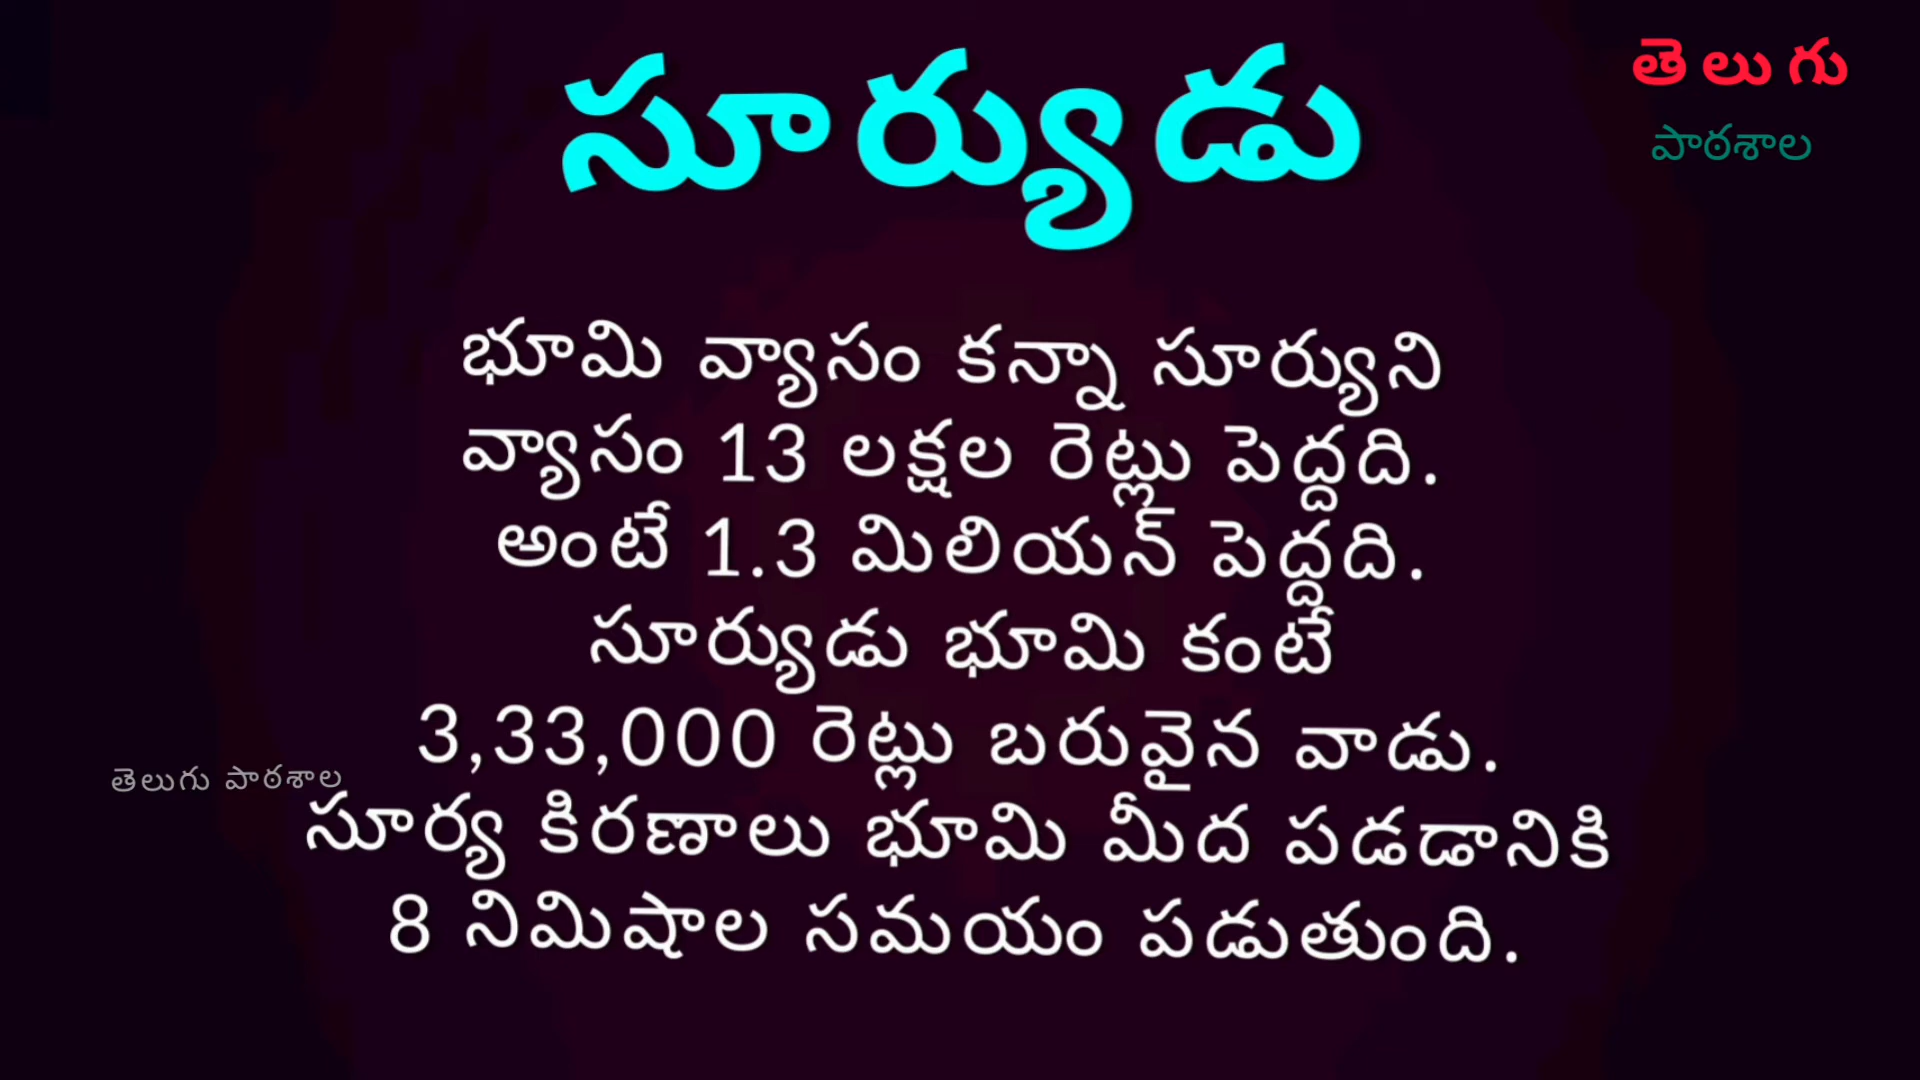 సూర్యుడు
తెలుగు
పాఠశాల
భూమి వ్యాసం కన్నా సూర్యుని
వ్యాసం 13 లక్షల రెట్లు పెద్దది.
అంటే 1.3 మిలియన్ పెద్దది.
సూర్యుడు భూమి కంటే
3,33,000 రెట్లు బరువైన వాడు.
తెలుగు పాఠశాల
సూర్య కిరణాలు భూమి మీద పడడానికి
8 నిమిషాల సమయం పడుతుంది.